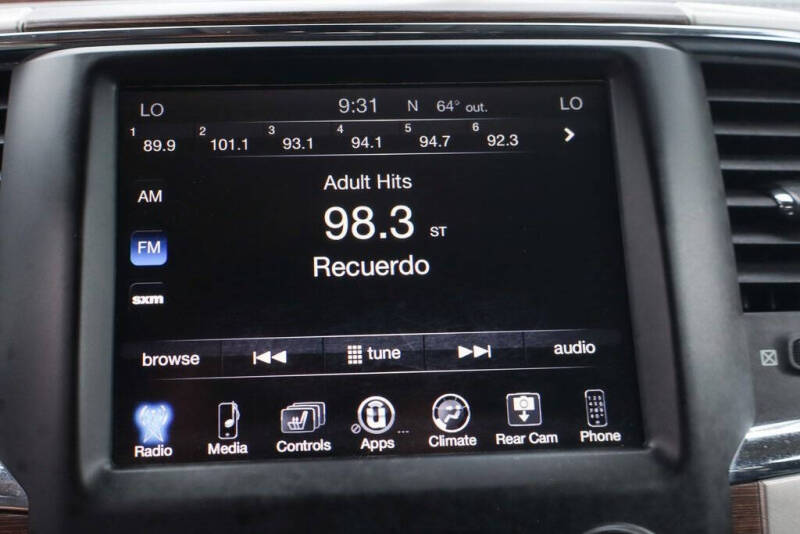 LO 9:31 N 64° out. LO
1 89.9 2 101.1 3 93.1 4 94.1 5 94.7 6 92.3
Adult Hits
AM
98.3 ST
FM
Recuerdo
sxm
browse tune audio
Radio Media Controls Apps Climate Rear Cam Phone